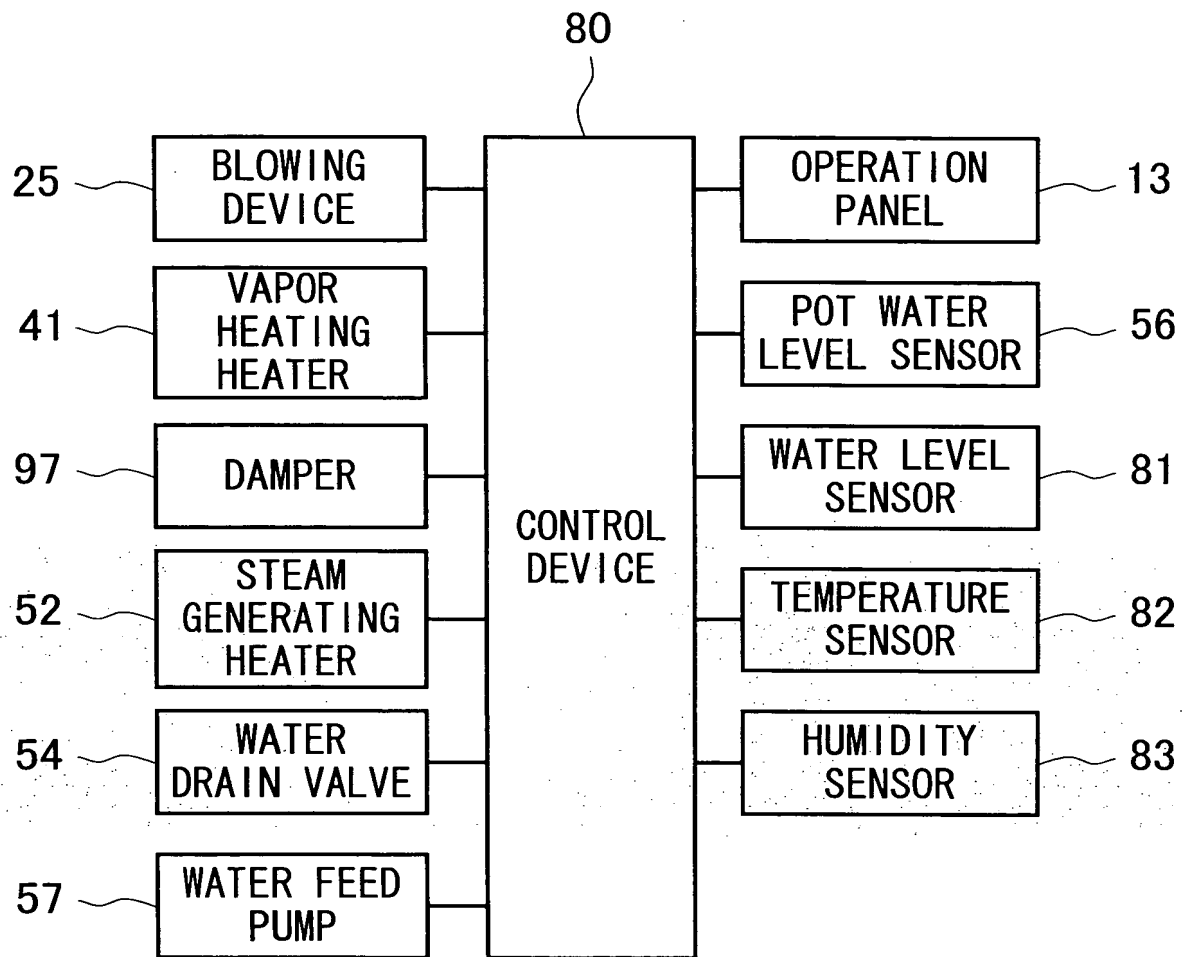 80
25
BLOWING
DEVICE
41
VAPOR
HEATING
HEATER
97
DAMPER
52
STEAM
GENERATING
HEATER
54
WATER
DRAIN VALVE
57
WATER FEED
PUMP
CONTROL
DEVICE
OPERATION
PANEL
13
POT WATER
LEVEL SENSOR
56
WATER LEVEL
SENSOR
81
TEMPERATURE
SENSOR
82
HUMIDITY
SENSOR
83